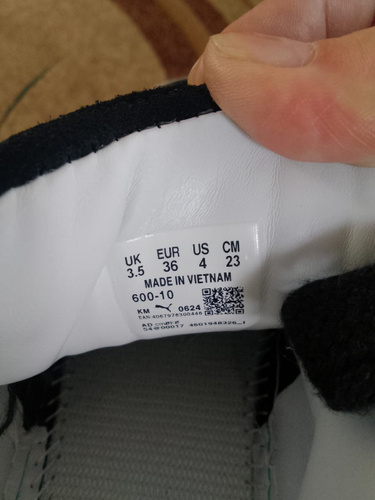 UK EUR US CM
3.5 36 4 23
MADE IN VIETNAM
600-10
KM 0624